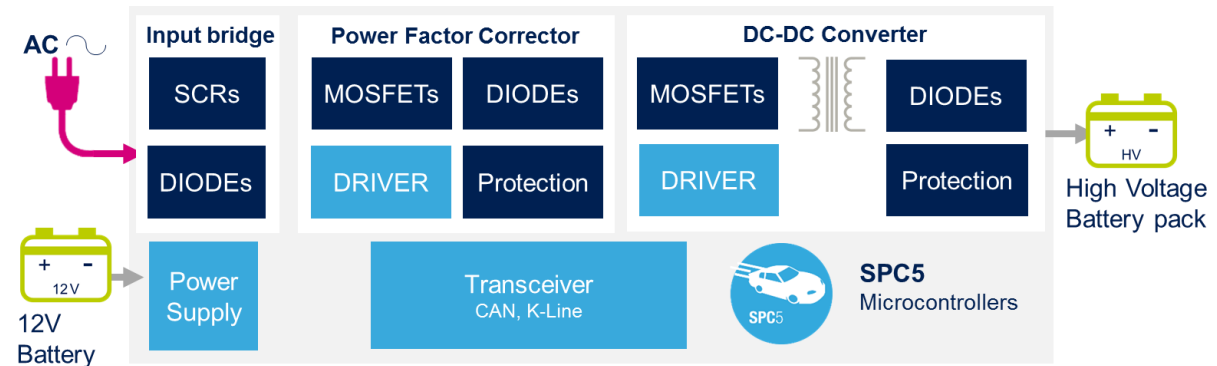 AC
Input bridge
Power Factor Corrector
DC-DC Converter
SCRs
MOSFETs
DIODEs
MOSFETs
DIODEs
DIODEs
DRIVER
Protection
DRIVER
Protection
+ -
HV
High Voltage
Battery pack
+ -
12V
12V
Battery
Power
Supply
Transceiver
CAN, K-Line
SPC5
SPC5
Microcontrollers